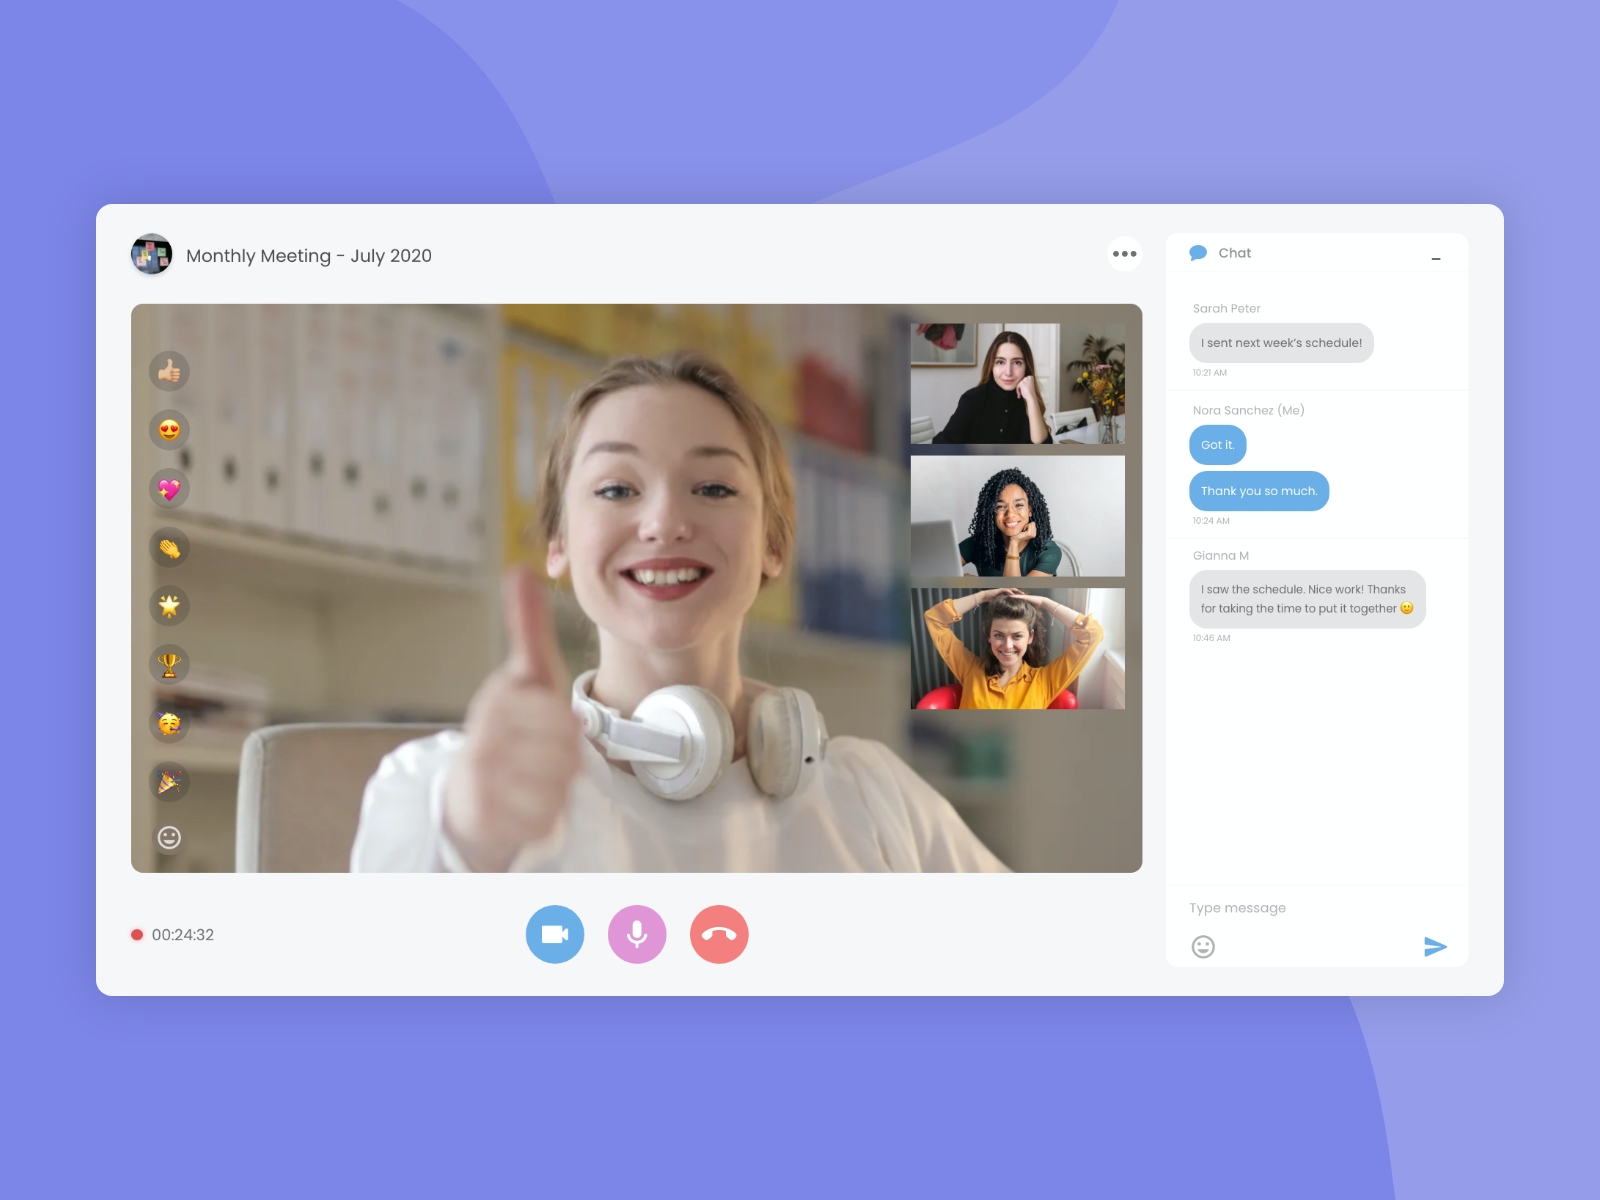 Monthly Meeting - July 2020
00:24:32
Chat
Sarah Peter
I sent next week's schedule!
10:21 AM
Nora Sanchez (Me)
Got it.
Thank you so much.
10:24 AM
Gianna M
I saw the schedule. Nice work! Thanks
for taking the time to put it together 🙂
10:46 AM
Type message